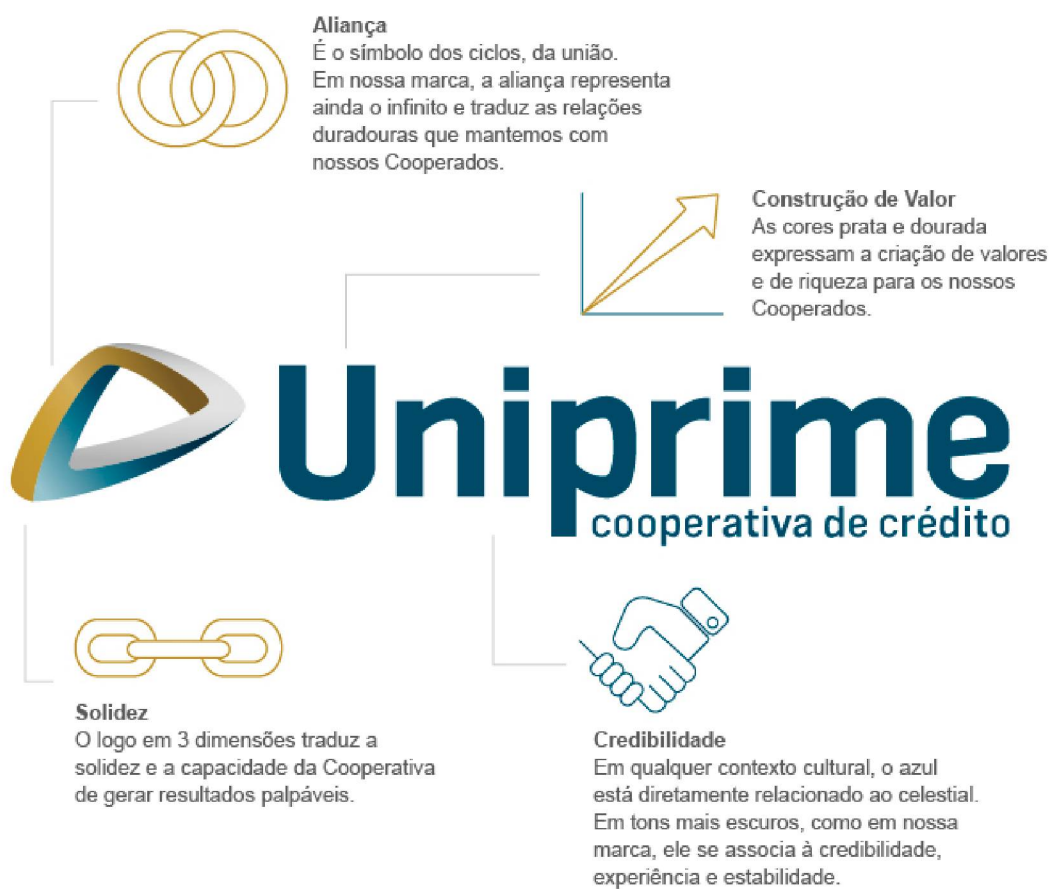 Aliança
É o símbolo dos ciclos, da união.
Em nossa marca, a aliança representa
ainda o infinito e traduz as relações
duradouras que mantemos com
nossos Cooperados.
Construção de Valor
As cores prata e dourada
expressam a criação de valores
e de riqueza para os nossos
Cooperados.
Uniprime
cooperativa de crédito
Solidez
O logo em 3 dimensões traduz a
solidez e a capacidade da Cooperativa
de gerar resultados palpáveis.
Credibilidade
Em qualquer contexto cultural, o azul
está diretamente relacionado ao celestial.
Em tons mais escuros, como em nossa
marca, ele se associa à credibilidade,
experiência e estabilidade.